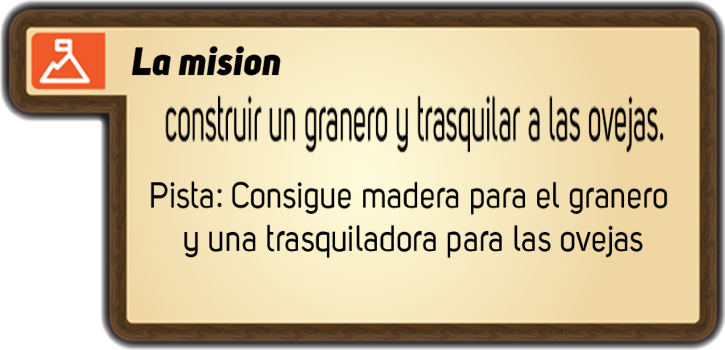 La mision
construir un granero y trasquilar a las ovejas.
Pista: Consigue madera para el granero
y una trasquiladora para las ovejas